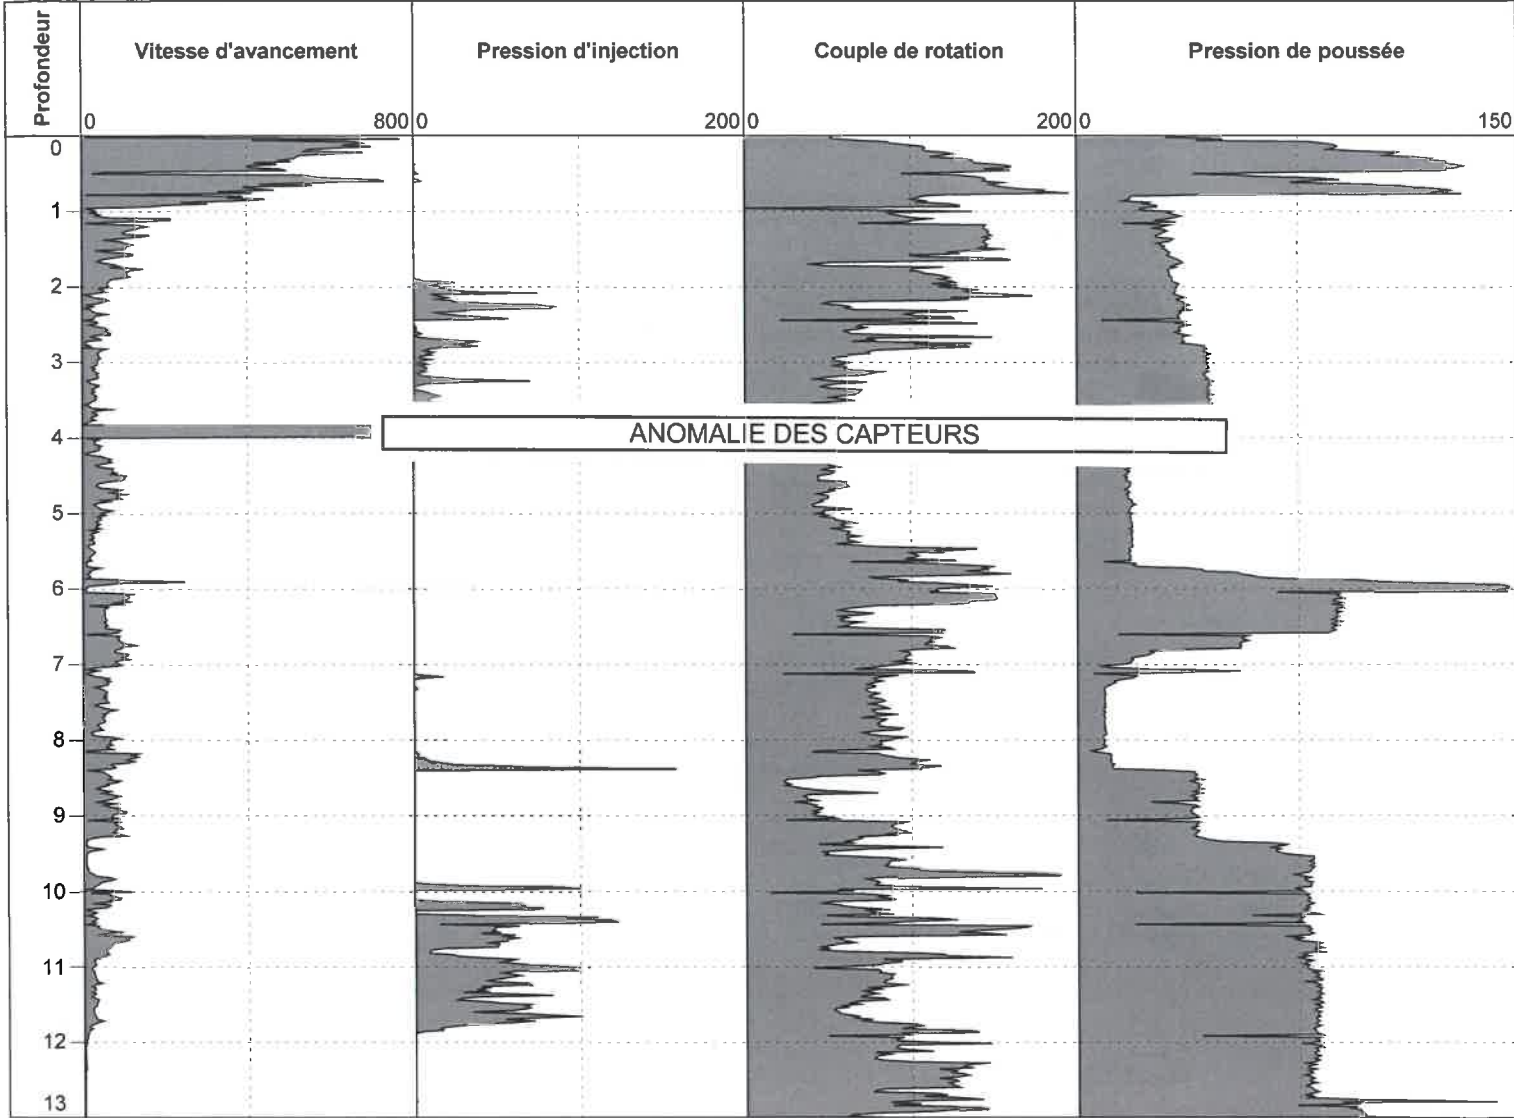 Profondeur
Vitesse d'avancement
Pression d'injection
Couple de rotation
Pression de poussée
0 800 0 200 0 200 0 150
0
1
2
3
ANOMALIE DES CAPTEURS
4
5
6
7
8
9
10
11
12
13